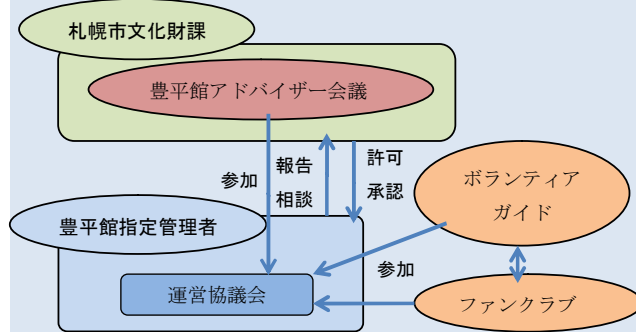 札幌市文化財課
豊平館アドバイザー会議
参加
報告
相談
許可
承認
ボランティア
ガイド
豊平館指定管理者
参加
運営協議会
ファンクラブ